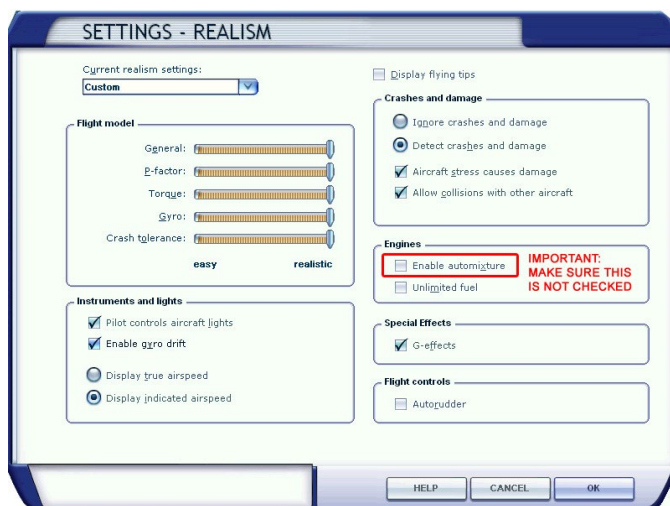 SETTINGS - REALISM
Current realism settings:
Custom
Display flying tips
Flight model
General:
P-factor:
Torque:
Gyro:
Crash tolerance:
easy realistic
Instruments and lights
Pilot controls aircraft lights
Enable gyro drift
Display true airspeed
Display indicated airspeed
Crashes and damage
Ignore crashes and damage
Detect crashes and damage
Aircraft stress causes damage
Allow collisions with other aircraft
Engines
Enable automixture
Unlimited fuel
IMPORTANT:
MAKE SURE THIS
IS NOT CHECKED
Special Effects
G-effects
Flight controls
Autorudder
HELP CANCEL OK